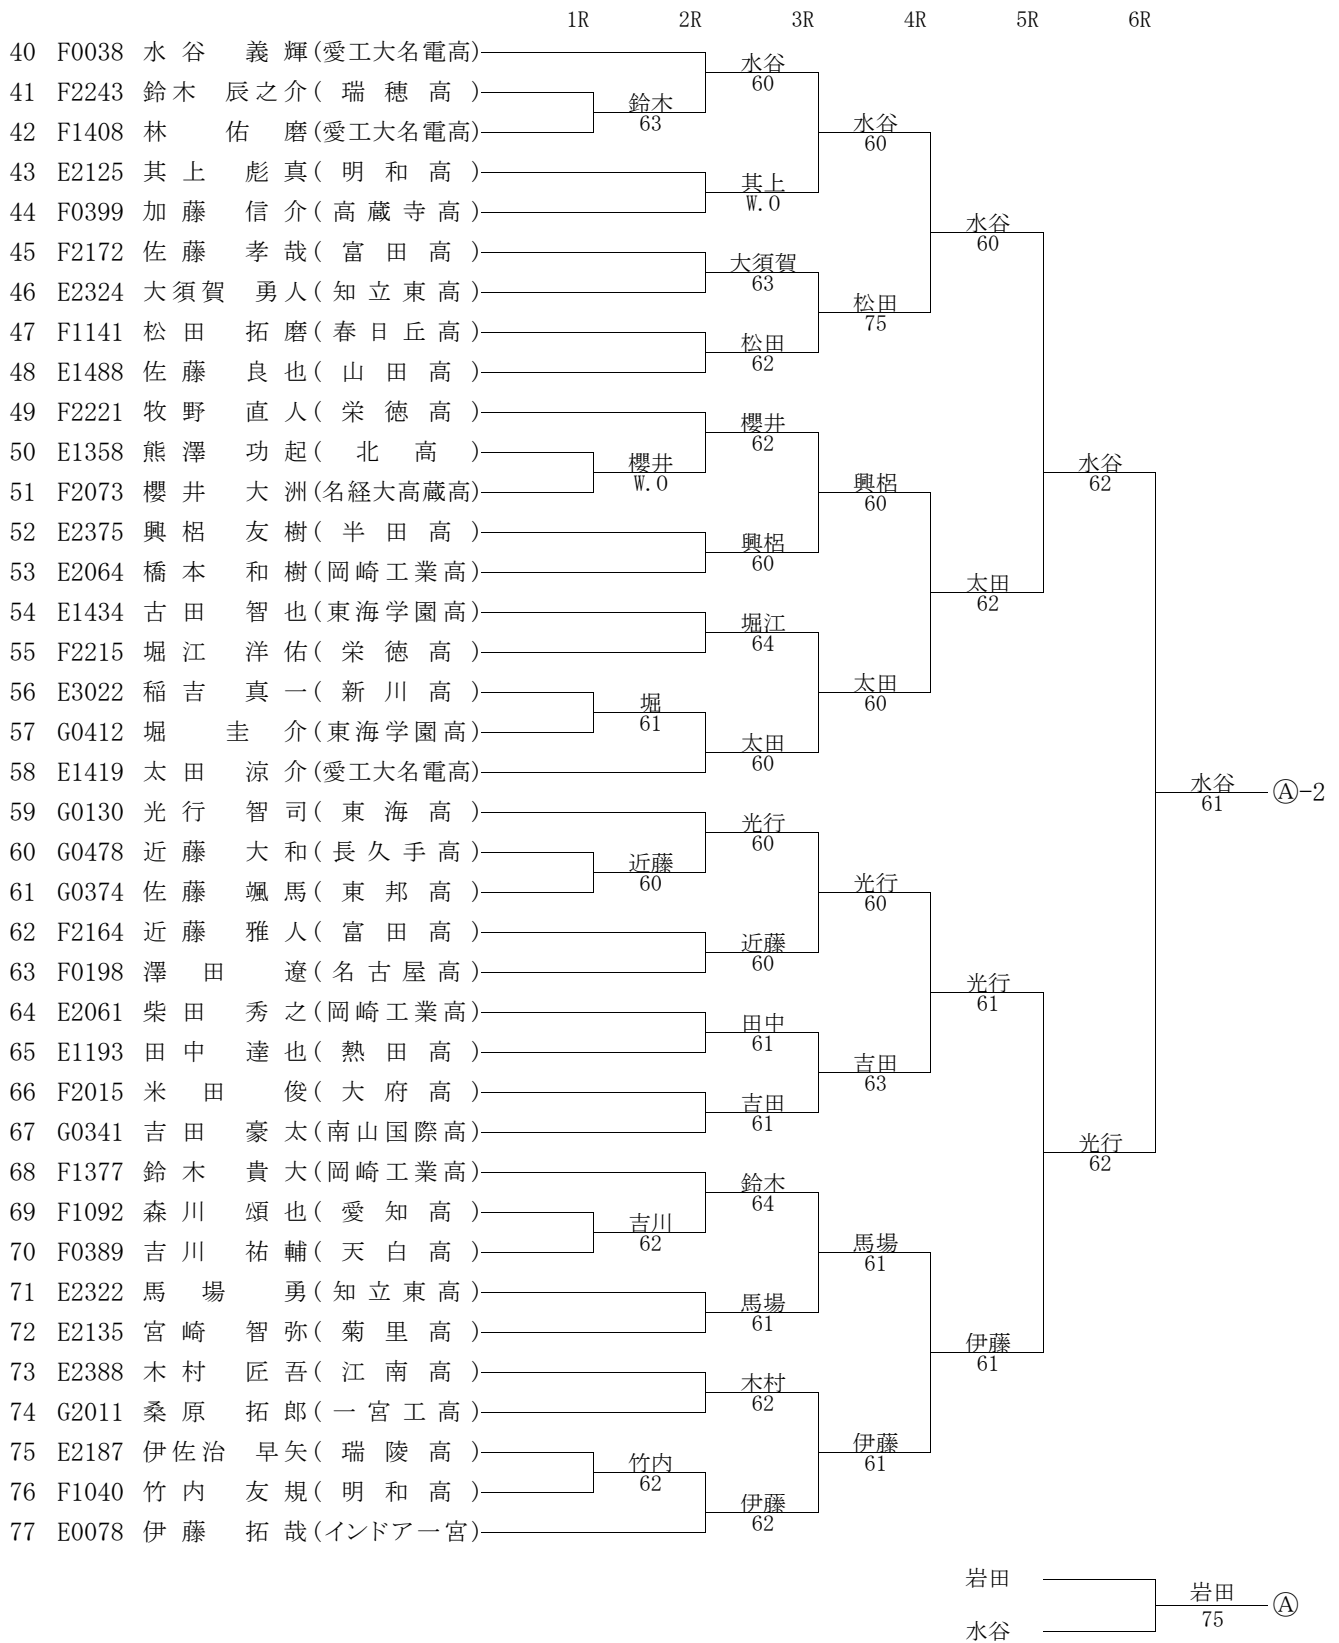 1R 2R 3R 4R 5R 6R
40 F0038 水谷 義輝(愛工大名電高)
水谷
60
41 F2243 鈴木 辰之介(瑞穂高)
鈴木
63
42 F1408 林 佑磨(愛工大名電高)
水谷
60
43 E2125 其上 彪真(明和高)
其上
W.O
44 F0399 加藤 信介(高蔵寺高)
水谷
60
45 F2172 佐藤 孝哉(富田高)
大須賀
63
46 E2324 大須賀 勇人(知立東高)
松田
75
47 F1141 松田 拓磨(春日丘高)
松田
62
48 E1488 佐藤 良也(山田高)
49 F2221 牧野 直人(栄徳高)
櫻井
62
50 E1358 熊澤 功起(北高)
櫻井
W.O
水谷
62
51 F2073 櫻井 大洲(名経大高蔵高)
興梠
60
52 E2375 興梠 友樹(半田高)
興梠
60
53 E2064 橋本 和樹(岡崎工業高)
太田
62
54 E1434 古田 智也(東海学園高)
堀江
64
55 F2215 堀江 洋佑(栄徳高)
56 E3022 稲吉 真一(新川高)
堀
61
太田
60
57 G0412 堀 圭介(東海学園高)
太田
60
58 E1419 太田 涼介(愛工大名電高)
水谷
61
Ⓐ-2
59 G0130 光行 智司(東海高)
光行
60
60 G0478 近藤 大和(長久手高)
近藤
60
61 G0374 佐藤 颯馬(東邦高)
光行
60
62 F2164 近藤 雅人(富田高)
近藤
60
63 F0198 澤田 遼(名古屋高)
光行
61
64 E2061 柴田 秀之(岡崎工業高)
田中
61
65 E1193 田中 達也(熱田高)
吉田
63
66 F2015 米田 俊(大府高)
吉田
61
67 G0341 吉田 豪太(南山国際高)
光行
62
68 F1377 鈴木 貴大(岡崎工業高)
鈴木
64
69 F1092 森川 頌也(愛知高)
吉川
62
70 F0389 吉川 祐輔(天白高)
馬場
61
71 E2322 馬場 勇(知立東高)
馬場
61
72 E2135 宮崎 智弥(菊里高)
伊藤
61
73 E2388 木村 匠吾(江南高)
木村
62
74 G2011 桑原 拓郎(一宮工高)
75 E2187 伊佐治 早矢(瑞陵高)
竹内
62
伊藤
61
76 F1040 竹内 友規(明和高)
伊藤
62
77 E0078 伊藤 拓哉(インドア一宮)
岩田
岩田
75
Ⓐ
水谷